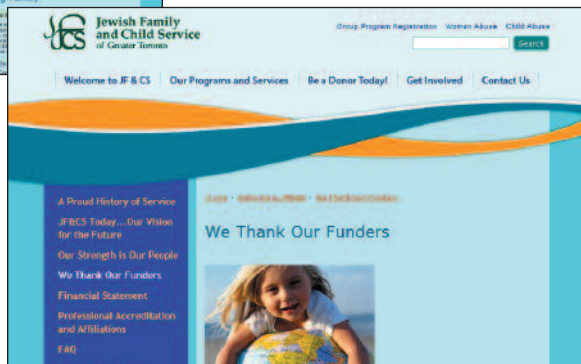 Jewish Family
and Child Service
of Greater Toronto
Group Program Registration Woman Abuse Child Abuse
Search
Welcome to JF & CS Our Programs and Services Be a Donor Today! Get Involved Contact Us
A Proud History of Service
JF&CS Today...Our Vision
for the Future
Our Strength Is Our People
We Thank Our Funders
Financial Statement
Professional Accreditation
and Affiliations
FAQ
We Thank Our Funders